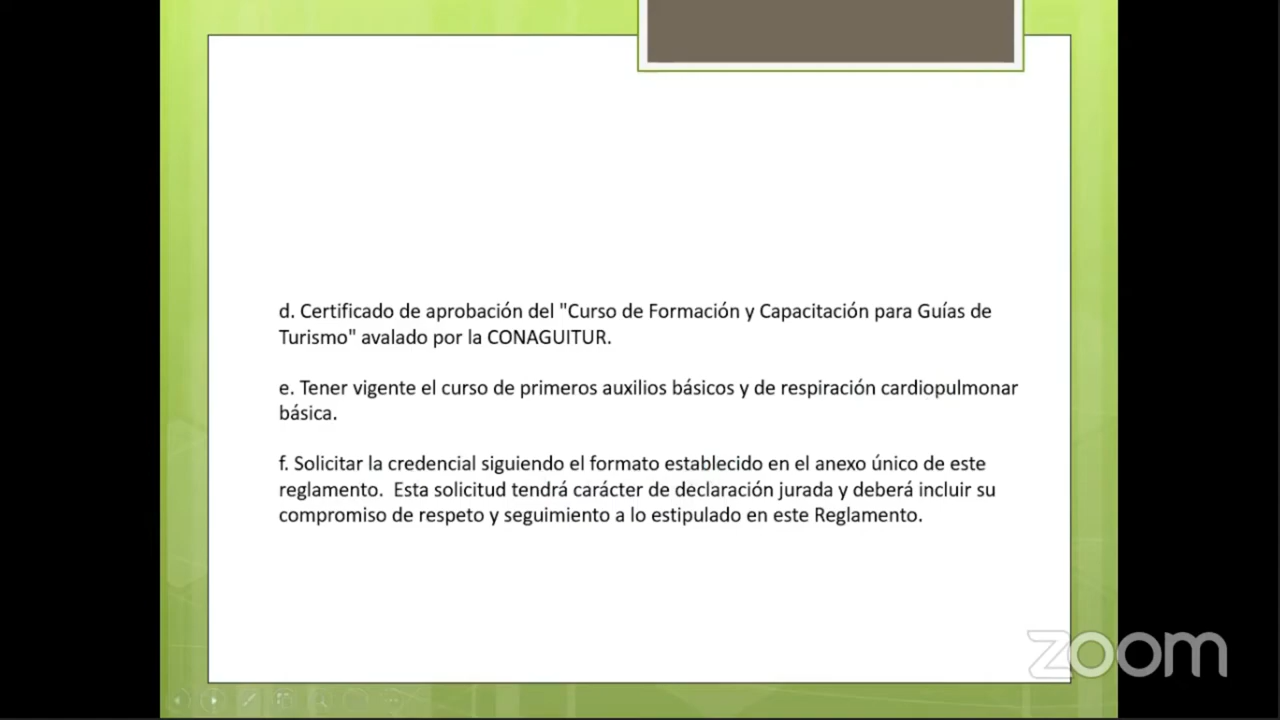 d. Certificado de aprobación del "Curso de Formación y Capacitación para Guías de
Turismo" avalado por la CONAGUITUR.
e. Tener vigente el curso de primeros auxilios básicos y de respiración cardiopulmonar
básica.
f. Solicitar la credencial siguiendo el formato establecido en el anexo único de este
reglamento.  Esta solicitud tendrá carácter de declaración jurada y deberá incluir su
compromiso de respeto y seguimiento a lo estipulado en este Reglamento.
zoom